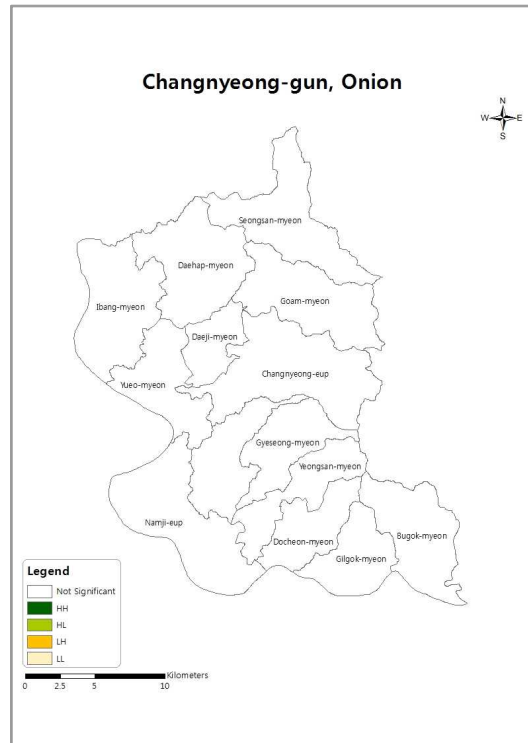 Changnyeong-gun, Onion
N
W E
S
Seongsan-myeon
Daehap-myeon
Goam-myeon
Ibang-myeon
Daeji-myeon
Changnyeong-eup
Yueo-myeon
Gyeseong-myeon
Yeongsan-myeon
Namji-eup
Bugok-myeon
Docheon-myeon
Gilgok-myeon
Legend
Not Significant
HH
HL
LH
LL
Kilometers
0 2.5 5 10